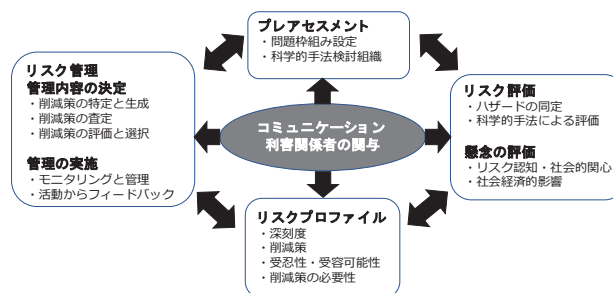 プレアセスメント
・問題枠組み設定
・科学的手法検討組織
リスク管理
管理内容の決定
・削減策の特定と生成
・削減策の査定
・削減策の評価と選択
管理の実施
・モニタリングと管理
・活動からフィードバック
コミュニケーション
利害関係者の関与
リスク評価
・ハザードの同定
・科学的手法による評価
懸念の評価
・リスク認知・社会的関心
・社会経済的影響
リスクプロファイル
・深刻度
・削減策
・受忍性・受容可能性
・削減策の必要性